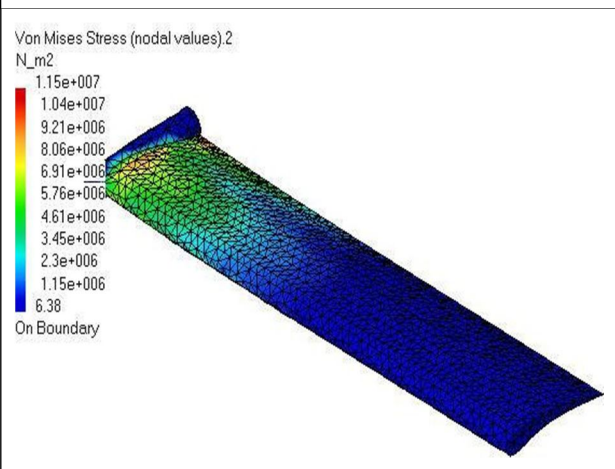 Von Mises Stress (nodal values).2
N_m2
1.15e+007
1.04e+007
9.21e+006
8.06e+006
6.91e+006
5.76e+006
4.61e+006
3.45e+006
2.3e+006
1.15e+006
6.38
On Boundary